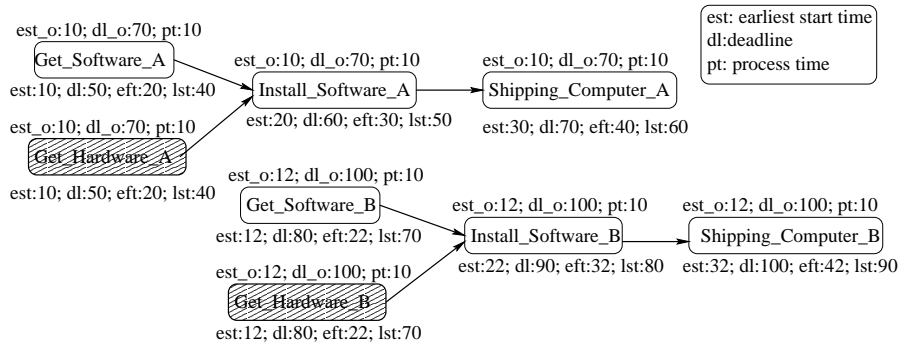 est: earliest start time
dl:deadline
pt: process time
est_o:10; dl_o:70; pt:10
Get_Software_A
est:10; dl:50; eft:20; lst:40
est_o:10; dl_o:70; pt:10
Install_Software_A
est:20; dl:60; eft:30; lst:50
est_o:10; dl_o:70; pt:10
Shipping_Computer_A
est:30; dl:70; eft:40; lst:60
est_o:10; dl_o:70; pt:10
Get_Hardware_A
est:10; dl:50; eft:20; lst:40
est_o:12; dl_o:100; pt:10
Get_Software_B
est:12; dl:80; eft:22; lst:70
est_o:12; dl_o:100; pt:10
Install_Software_B
est:22; dl:90; eft:32; lst:80
est_o:12; dl_o:100; pt:10
Shipping_Computer_B
est:32; dl:100; eft:42; lst:90
est_o:12; dl_o:100; pt:10
Get_Hardware_B
est:12; dl:80; eft:22; lst:70